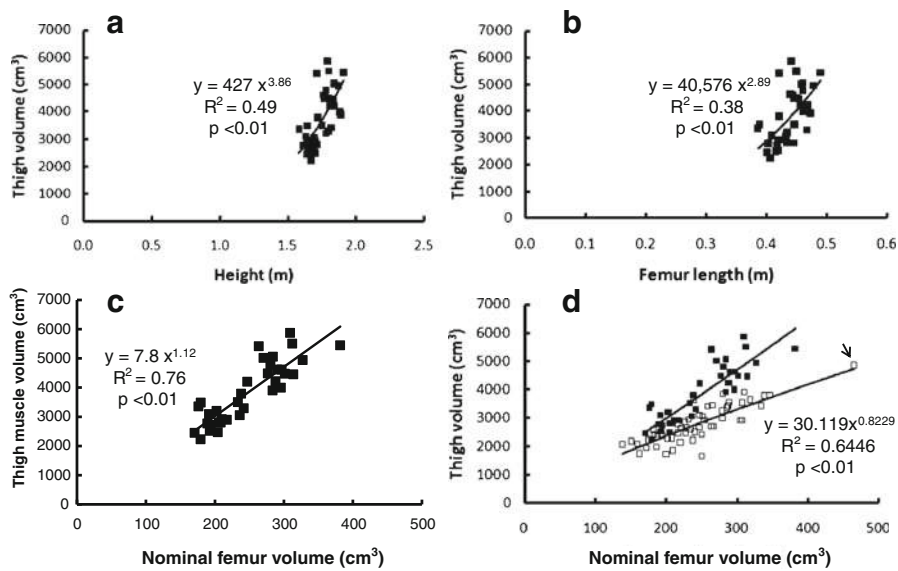 a
7000
6000
5000
4000
3000
2000
1000
0
Thigh volume (cm³)
y = 427 x^3.86
R² = 0.49
p <0.01
0.0 0.5 1.0 1.5 2.0 2.5
Height (m)
b
7000
6000
5000
4000
3000
2000
1000
0
Thigh volume (cm³)
y = 40,576 x^2.89
R² = 0.38
p <0.01
0.0 0.1 0.2 0.3 0.4 0.5 0.6
Femur length (m)
c
7000
6000
5000
4000
3000
2000
1000
0
Thigh muscle volume (cm³)
y = 7.8 x^1.12
R² = 0.76
p <0.01
0 100 200 300 400 500
Nominal femur volume (cm³)
d
7000
6000
5000
4000
3000
2000
1000
0
Thigh volume (cm³)
y = 30.119x^0.8229
R² = 0.6446
p <0.01
0 100 200 300 400 500
Nominal femur volume (cm³)